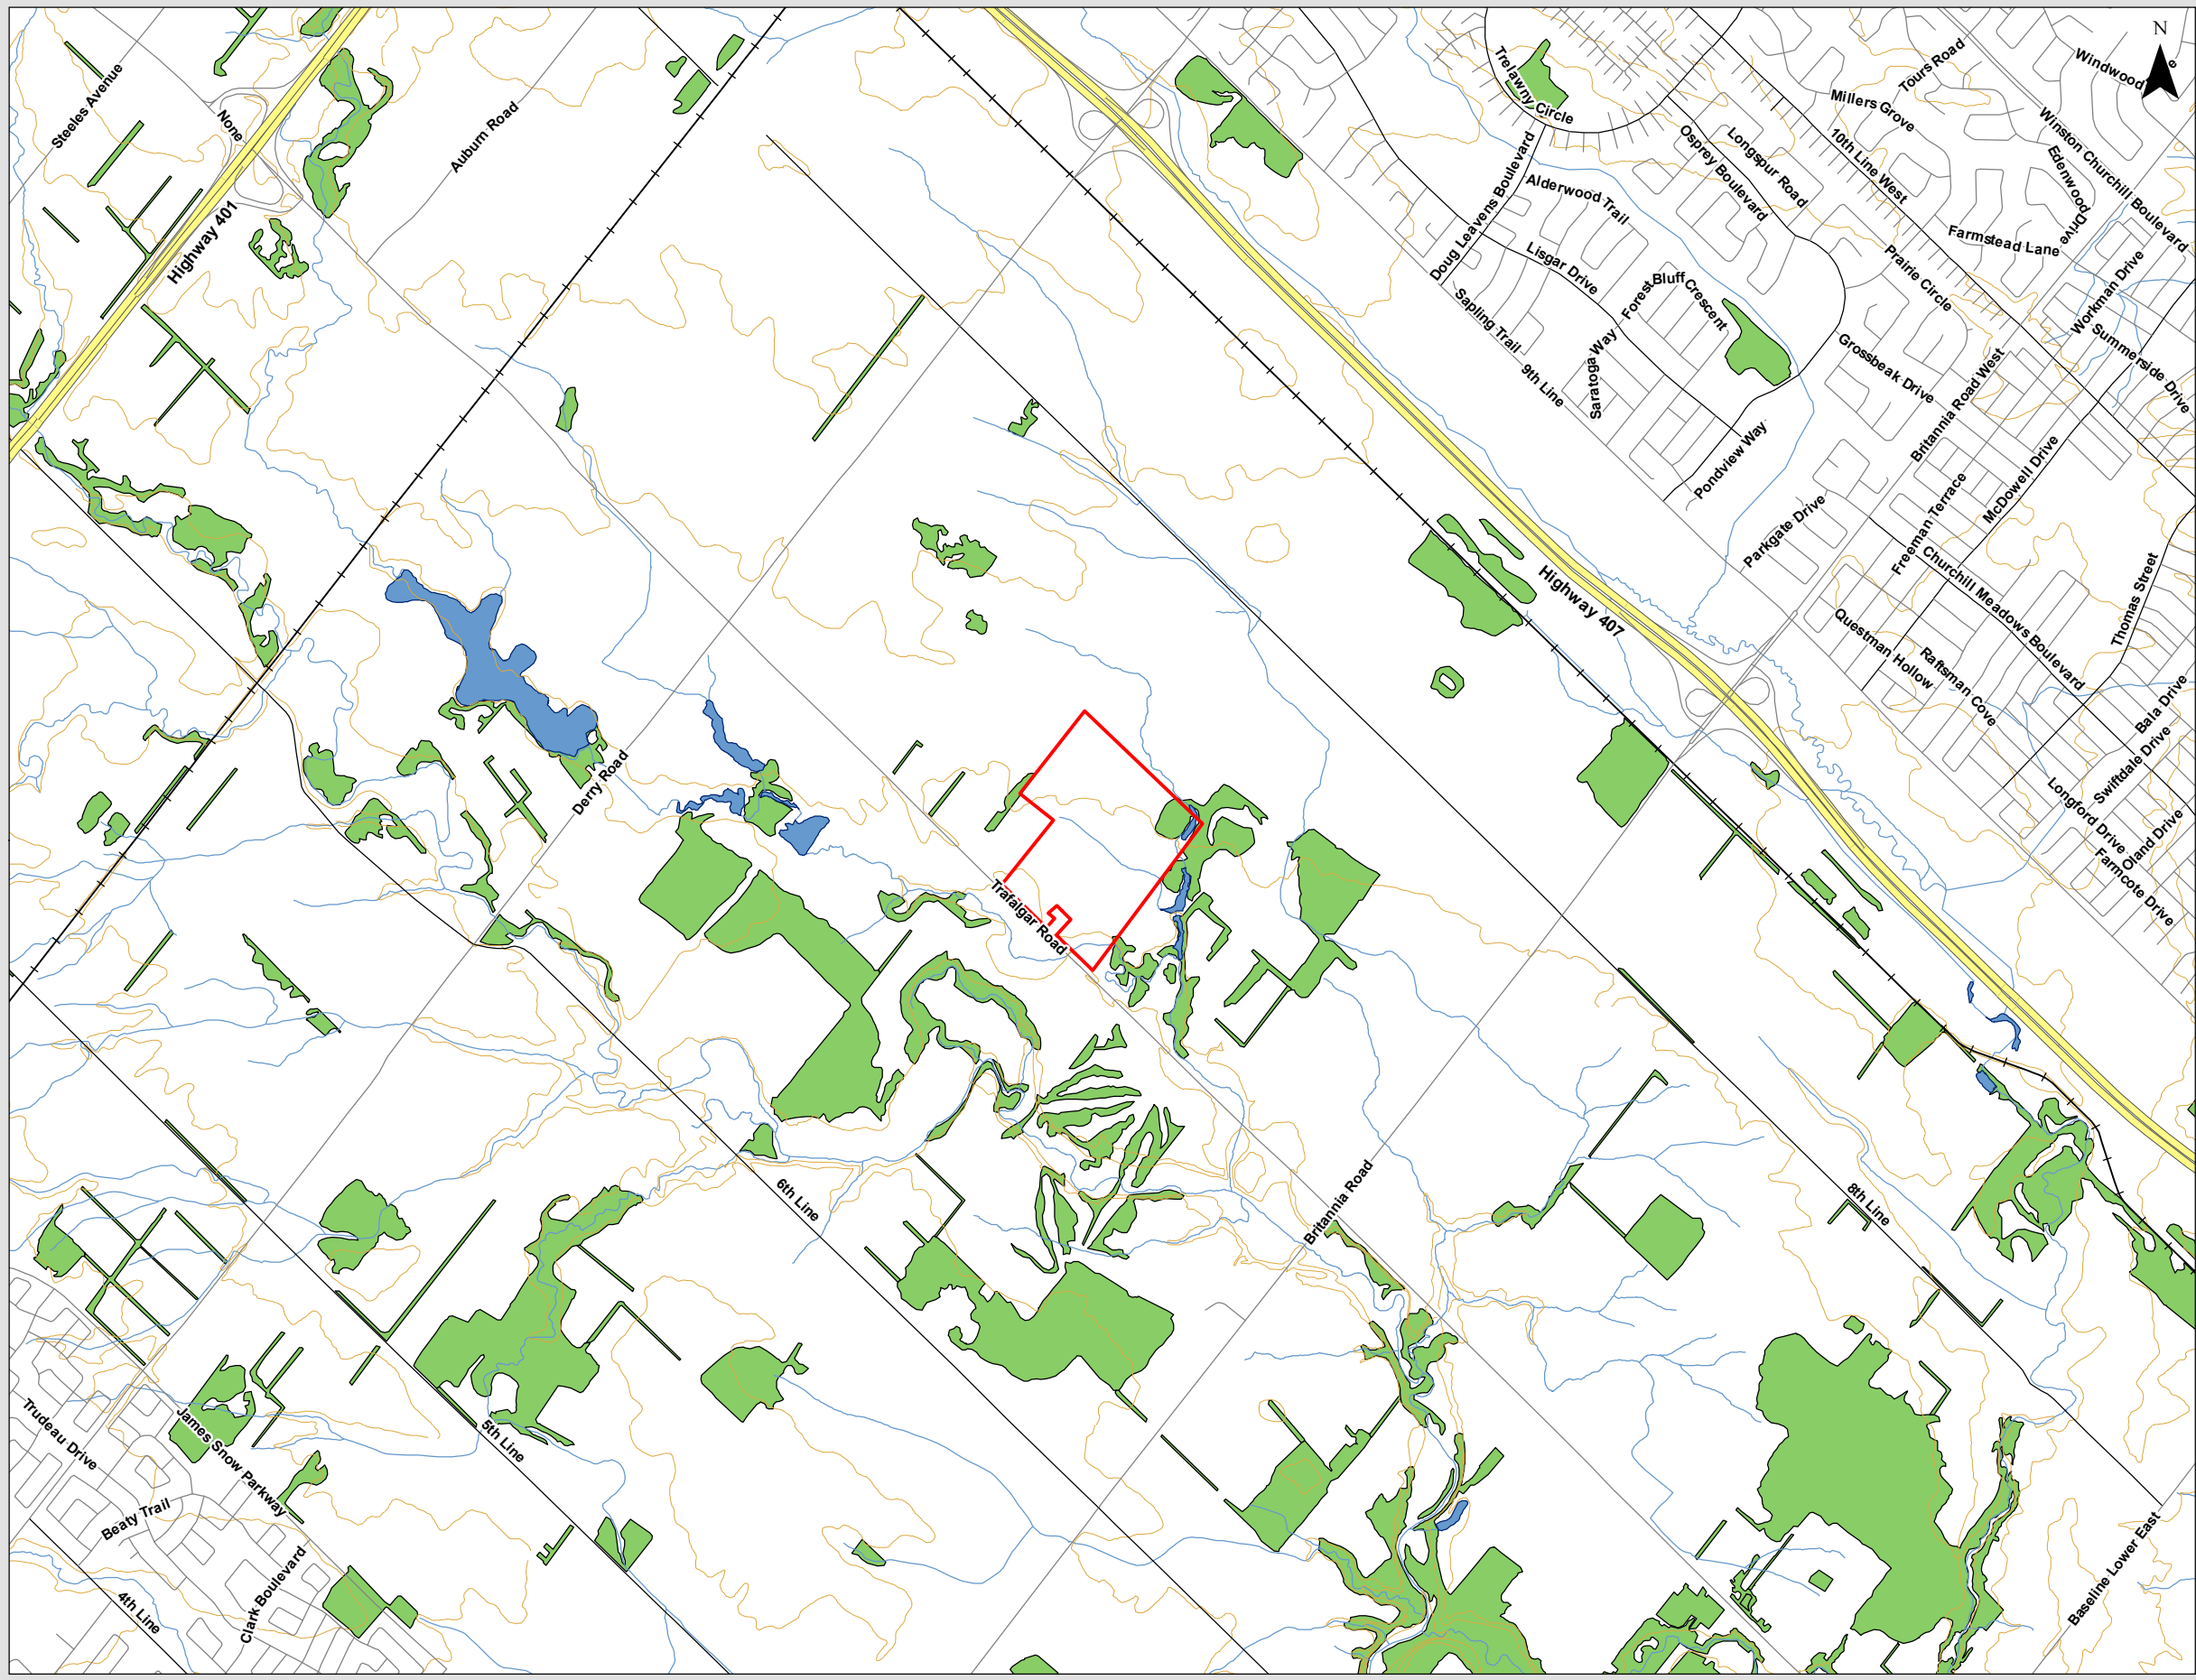 N
Steeles Avenue
None
Highway 401
Auburn Road
Trelawny Circle
Tours Road
Windwood
Millers Grove
Winston Churchill Boulevard
Osprey Boulevard
Longspur Road
10th Line West
Edenwood Drive
Doug Leavens Boulevard
Alderwood Trail
Farmstead Lane
Lisgar Drive
Forest Bluff Crescent
Prairie Circle
Workman Drive
Sapling Trail
Saratoga Way
9th Line
Summerside Drive
Grossbeak Drive
Britannia Road West
Pondview Way
McDowell Drive
Parkgate Drive
Freeman Terrace
Highway 407
Churchill Meadows Boulevard
Thomas Street
Questman Hollow
Raftsman Cove
Bala Drive
Swiftdale Drive
Derry Road
Longford Drive
Oland Drive
Farmcote Drive
Trafalgar Road
6th Line
Britannia Road
8th Line
Trudeau Drive
James Snow Parkway
5th Line
Beaty Trail
Clark Boulevard
4th Line
Baseline Lower East